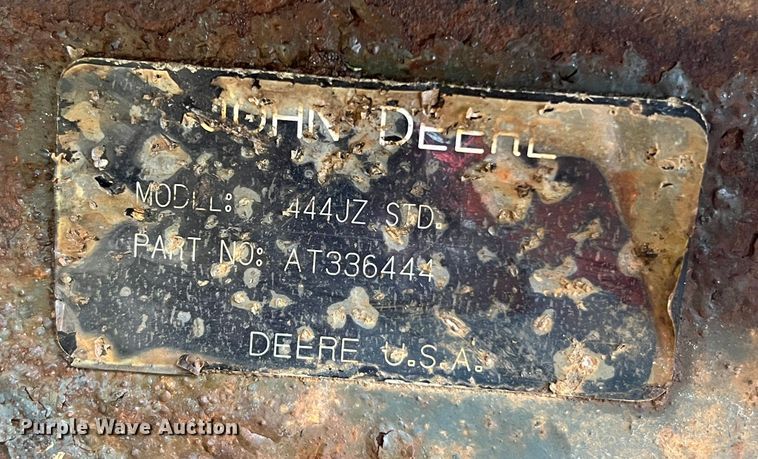 JOHN DEERE
MODEL: 444JZ STD.
PART NO: AT336444
DEERE U.S.A.
Purple Wave Auction